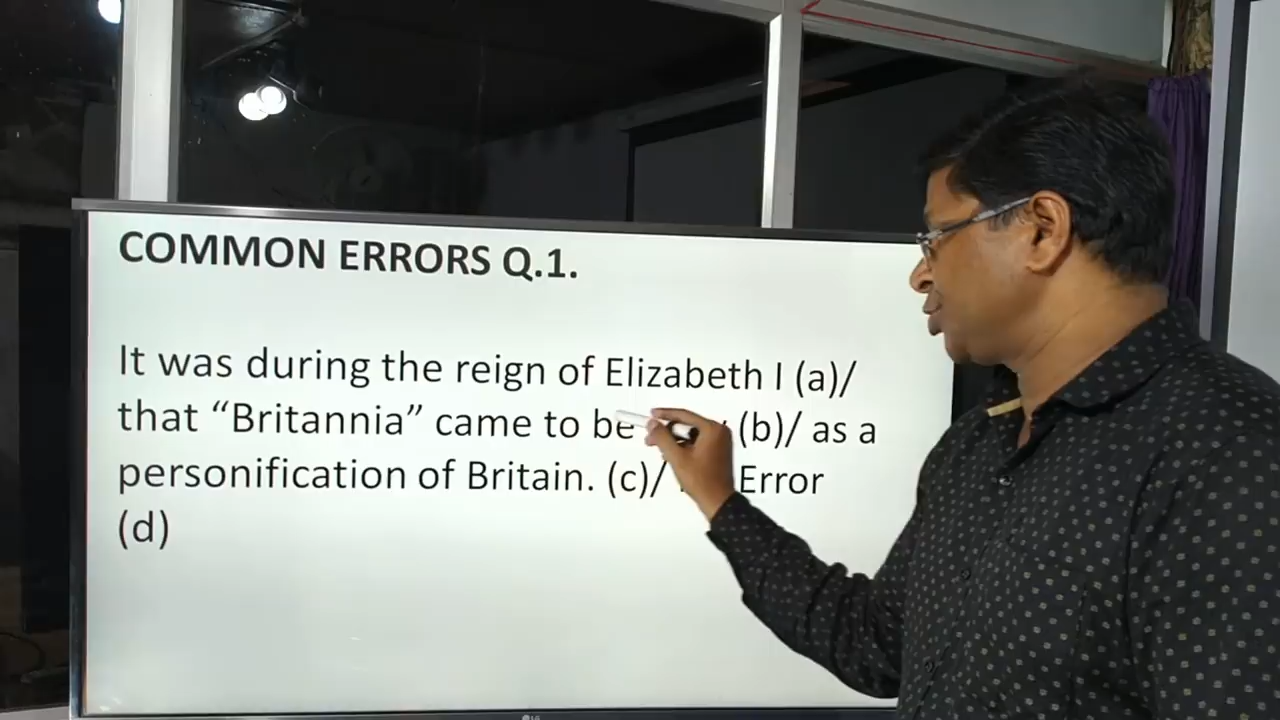 COMMON ERRORS Q.1.
It was during the reign of Elizabeth I (a)/
that “Britannia” came to be (b)/ as a
personification of Britain. (c)/ Error
(d)
LG